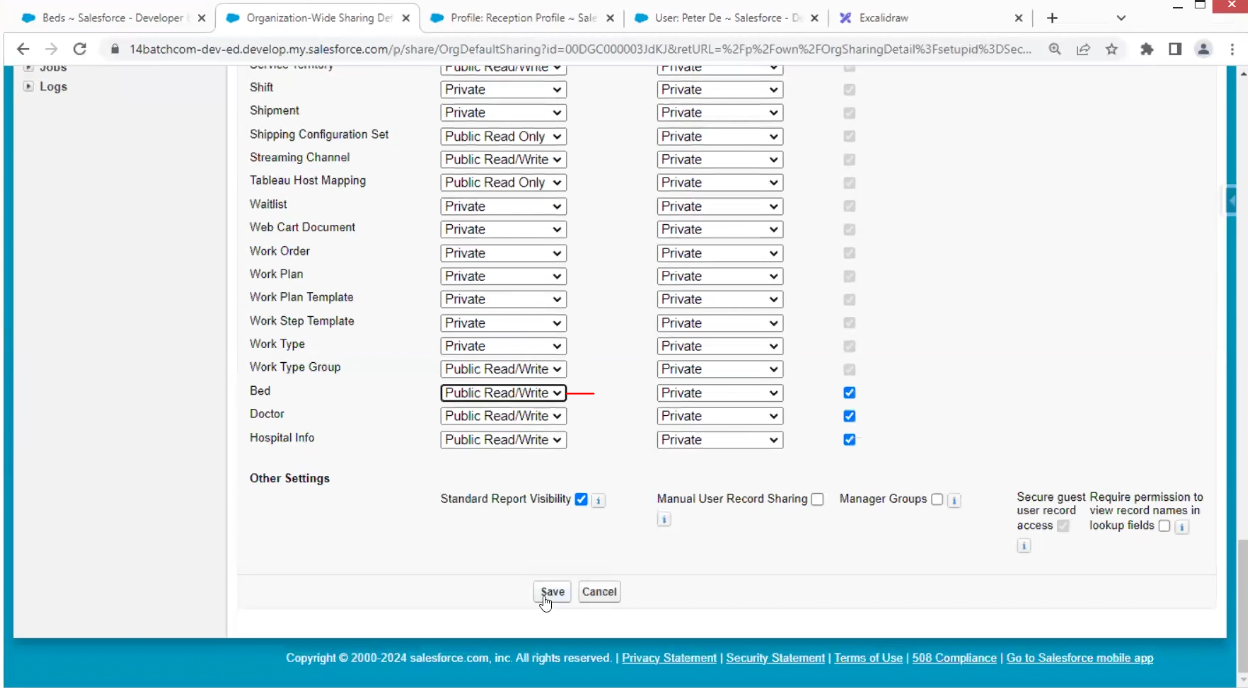 Beds ~ Salesforce - Developer
Organization-Wide Sharing De
Profile: Reception Profile ~ Sale
User: Peter De ~ Salesforce - De
Excalidraw
14batchcom-dev-ed.develop.my.salesforce.com/p/share/OrgDefaultSharing?id=00DGC000003JdKJ&retURL=%2Fp%2Fown%2FOrgSharingDetail%3Fsetupid%3DSec...
Jobs
Logs
Service Territory Public Read/Write Private
Shift Private Private
Shipment Private Private
Shipping Configuration Set Public Read Only Private
Streaming Channel Public Read/Write Private
Tableau Host Mapping Public Read Only Private
Waitlist Private Private
Web Cart Document Private Private
Work Order Private Private
Work Plan Private Private
Work Plan Template Private Private
Work Step Template Private Private
Work Type Private Private
Work Type Group Public Read/Write Private
Bed Public Read/Write Private
Doctor Public Read/Write Private
Hospital Info Public Read/Write Private
Other Settings
Standard Report Visibility
Manual User Record Sharing
Manager Groups
Secure guest
user record
access
Require permission to
view record names in
lookup fields
Save Cancel
Copyright © 2000-2024 salesforce.com, inc. All rights reserved. | Privacy Statement | Security Statement | Terms of Use | 508 Compliance | Go to Salesforce mobile app